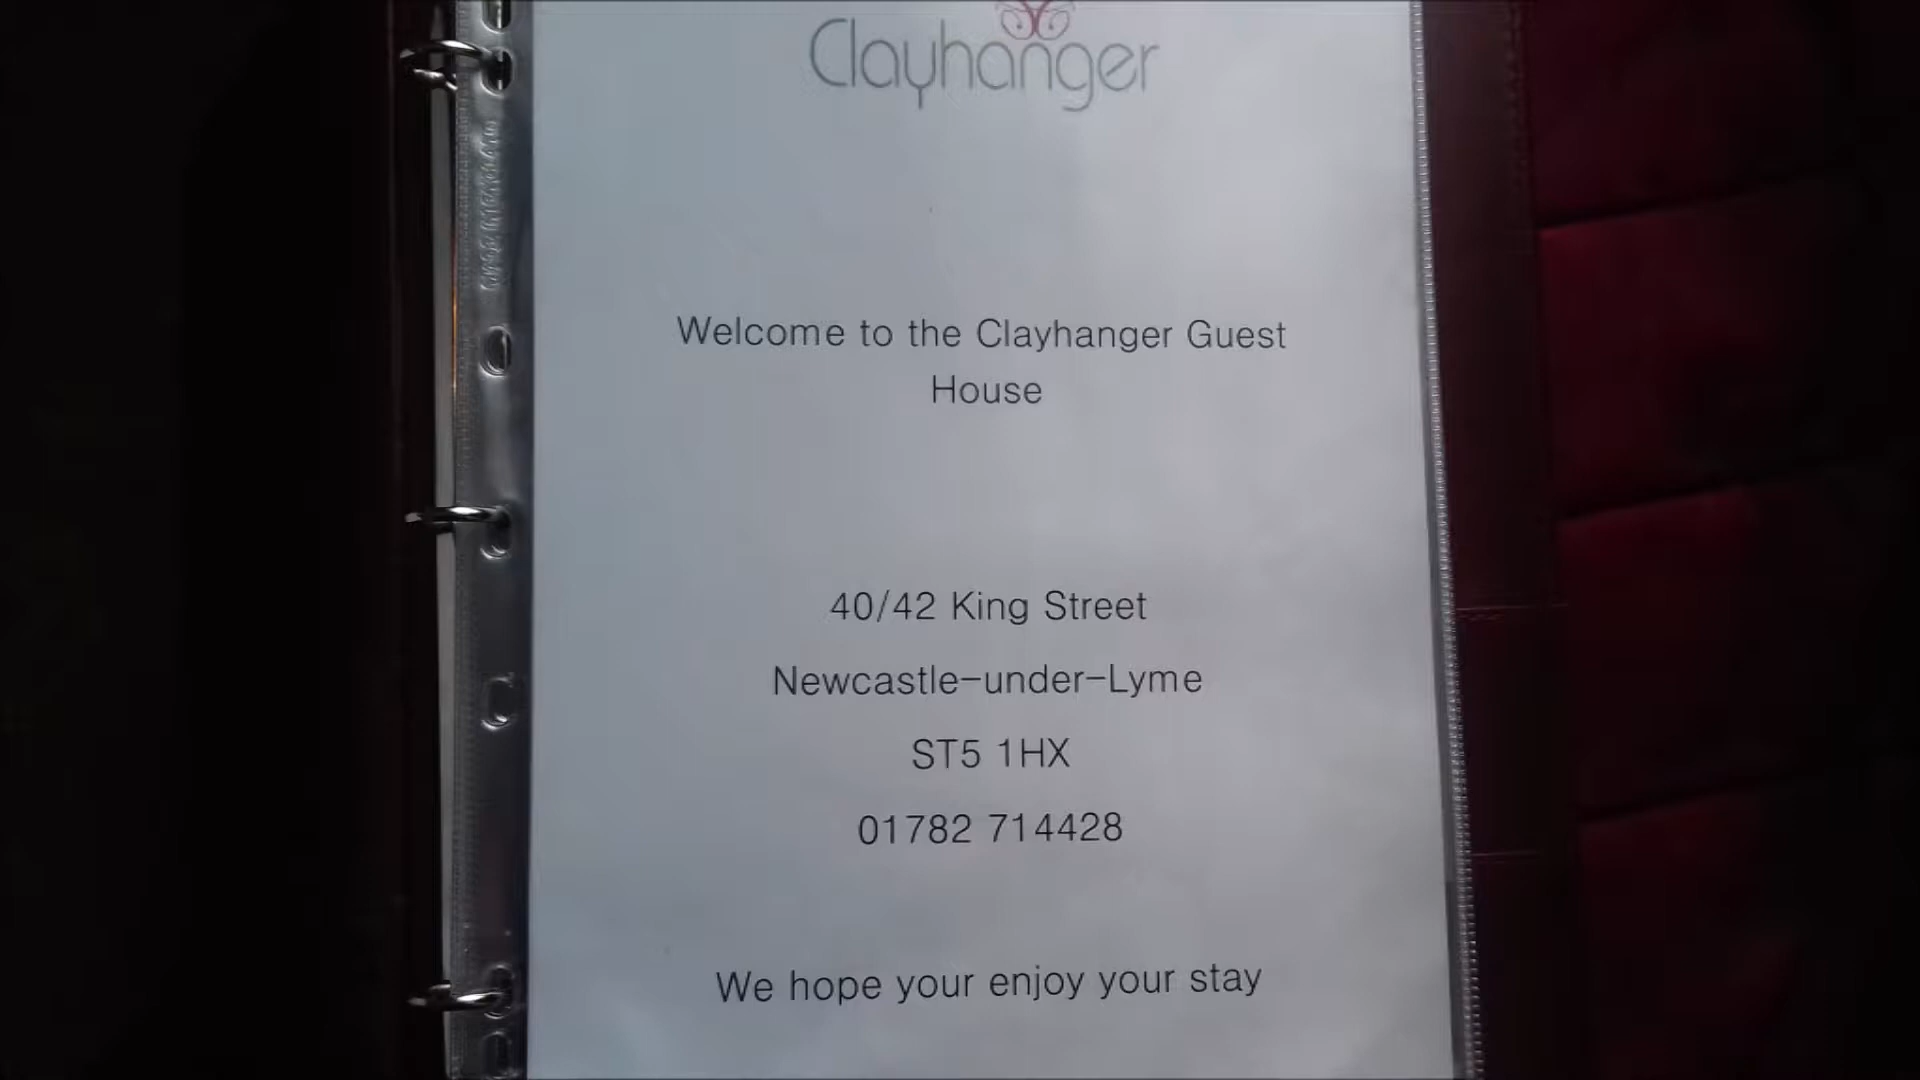 Clayhanger
Welcome to the Clayhanger Guest
House
40/42 King Street
Newcastle-under-Lyme
ST5 1HX
01782 714428
We hope your enjoy your stay